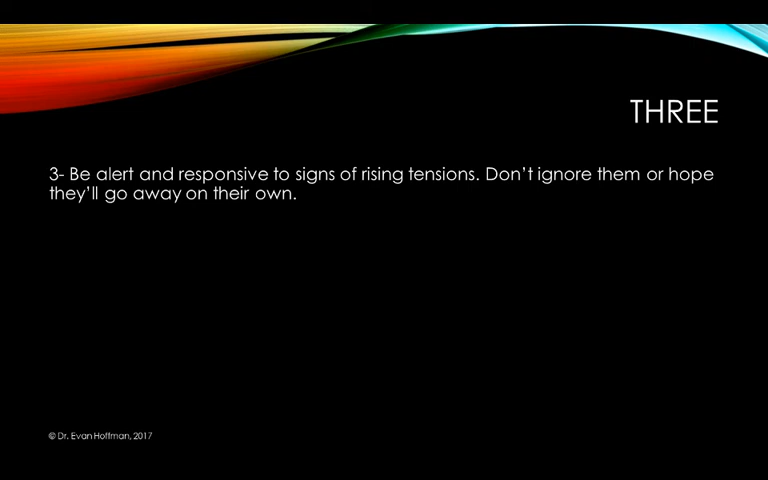 THREE
3- Be alert and responsive to signs of rising tensions. Don’t ignore them or hope
they’ll go away on their own.
© Dr. Evan Hoffman, 2017